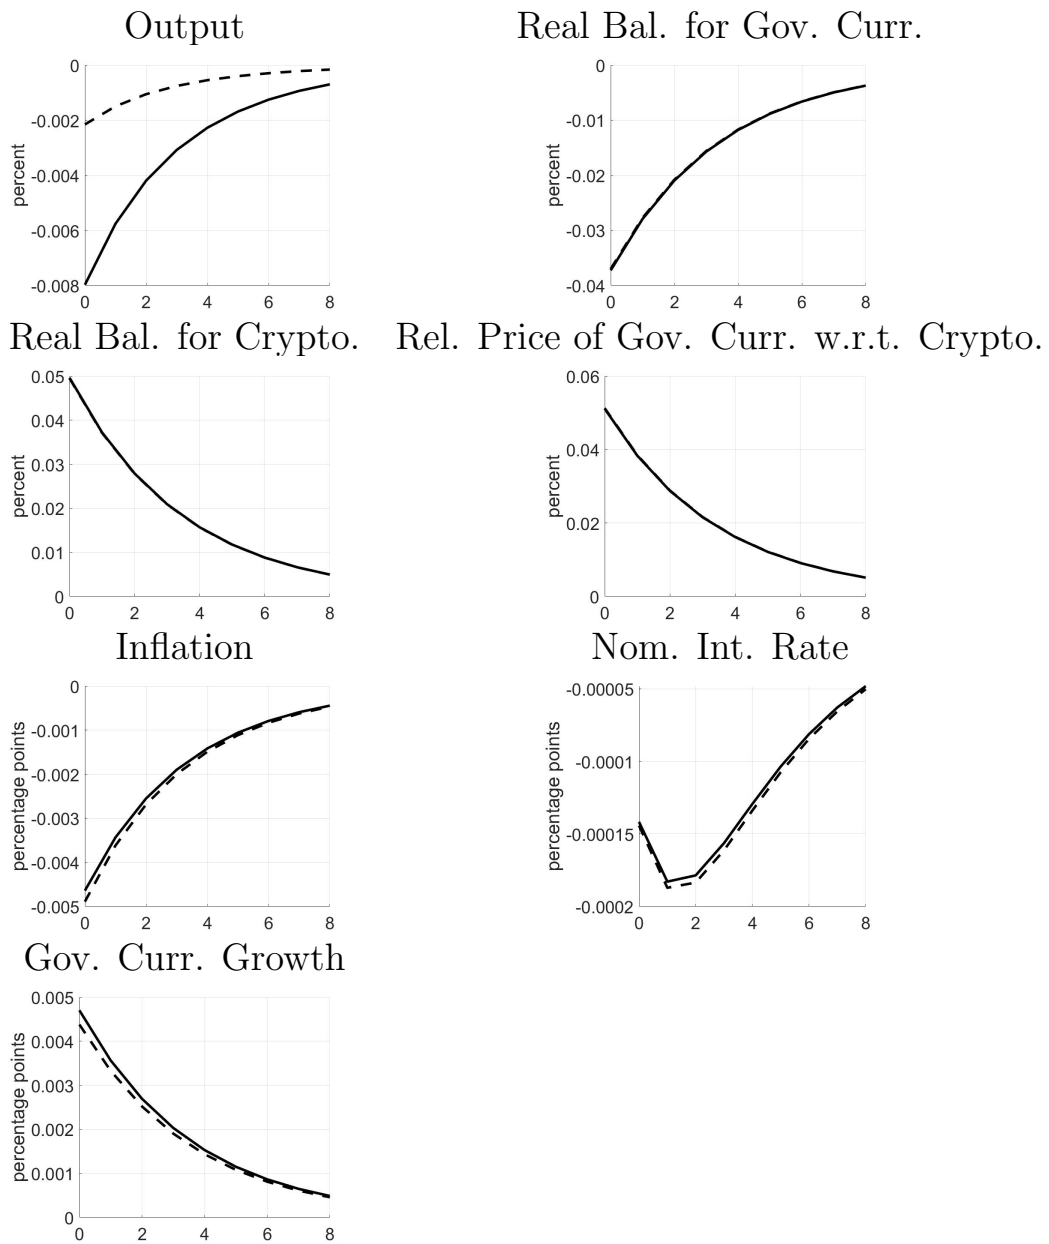 Output
0
-0.002
-0.004
-0.006
-0.008
percent
0 2 4 6 8
Real Bal. for Gov. Curr.
0
-0.01
-0.02
-0.03
-0.04
percent
0 2 4 6 8
Real Bal. for Crypto.
0.05
0.04
0.03
0.02
0.01
0
percent
0 2 4 6 8
Rel. Price of Gov. Curr. w.r.t. Crypto.
0.06
0.04
0.02
0
percent
0 2 4 6 8
Inflation
0
-0.001
-0.002
-0.003
-0.004
-0.005
percentage points
0 2 4 6 8
Nom. Int. Rate
-0.00005
-0.0001
-0.00015
-0.0002
percentage points
0 2 4 6 8
Gov. Curr. Growth
0.005
0.004
0.003
0.002
0.001
0
percentage points
0 2 4 6 8